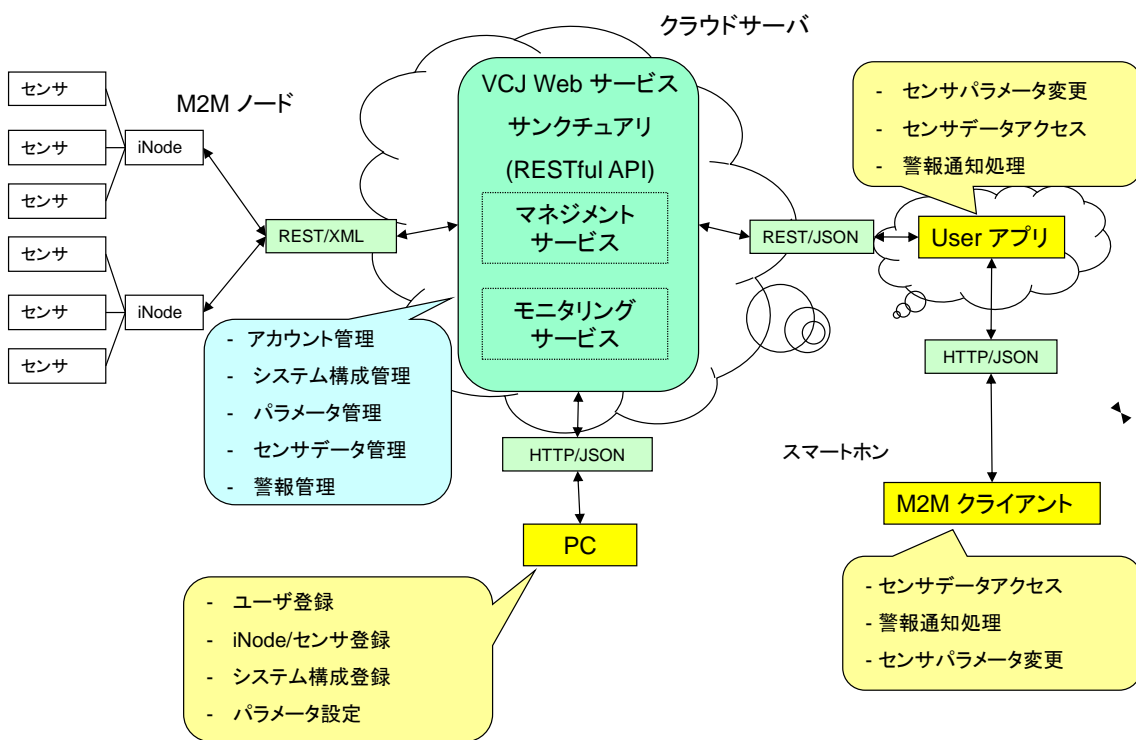 クラウドサーバ
センサ
センサ
センサ
センサ
センサ
センサ
M2M ノード
iNode
iNode
REST/XML
VCJ Web サービス
サンクチュアリ
(RESTful API)
マネジメント
サービス
モニタリング
サービス
- アカウント管理
- システム構成管理
- パラメータ管理
- センサデータ管理
- 警報管理
HTTP/JSON
PC
- ユーザ登録
- iNode/センサ登録
- システム構成登録
- パラメータ設定
REST/JSON
- センサパラメータ変更
- センサデータアクセス
- 警報通知処理
User アプリ
HTTP/JSON
スマートホン
M2M クライアント
- センサデータアクセス
- 警報通知処理
- センサパラメータ変更